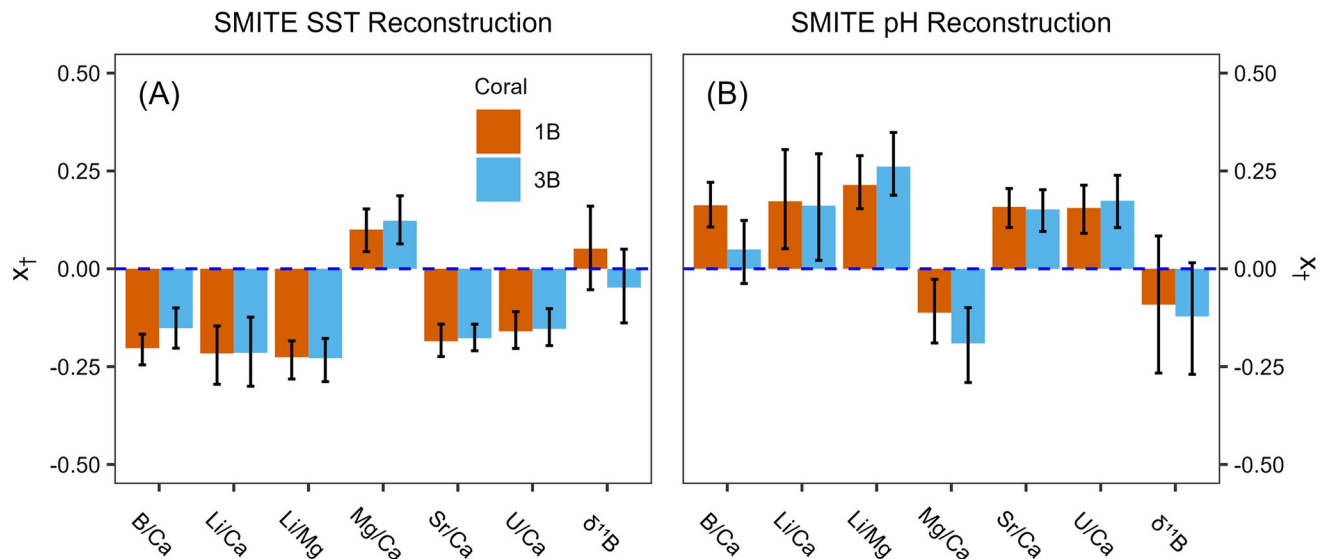 SMITE SST Reconstruction
SMITE pH Reconstruction
(A)
Coral
1B
3B
(B)
0.50
0.25
0.00
-0.25
-0.50
x†
0.50
0.25
0.00
-0.25
-0.50
x†
B/Ca
Li/Ca
Li/Mg
Mg/Ca
Sr/Ca
U/Ca
δ¹¹B
B/Ca
Li/Ca
Li/Mg
Mg/Ca
Sr/Ca
U/Ca
δ¹¹B